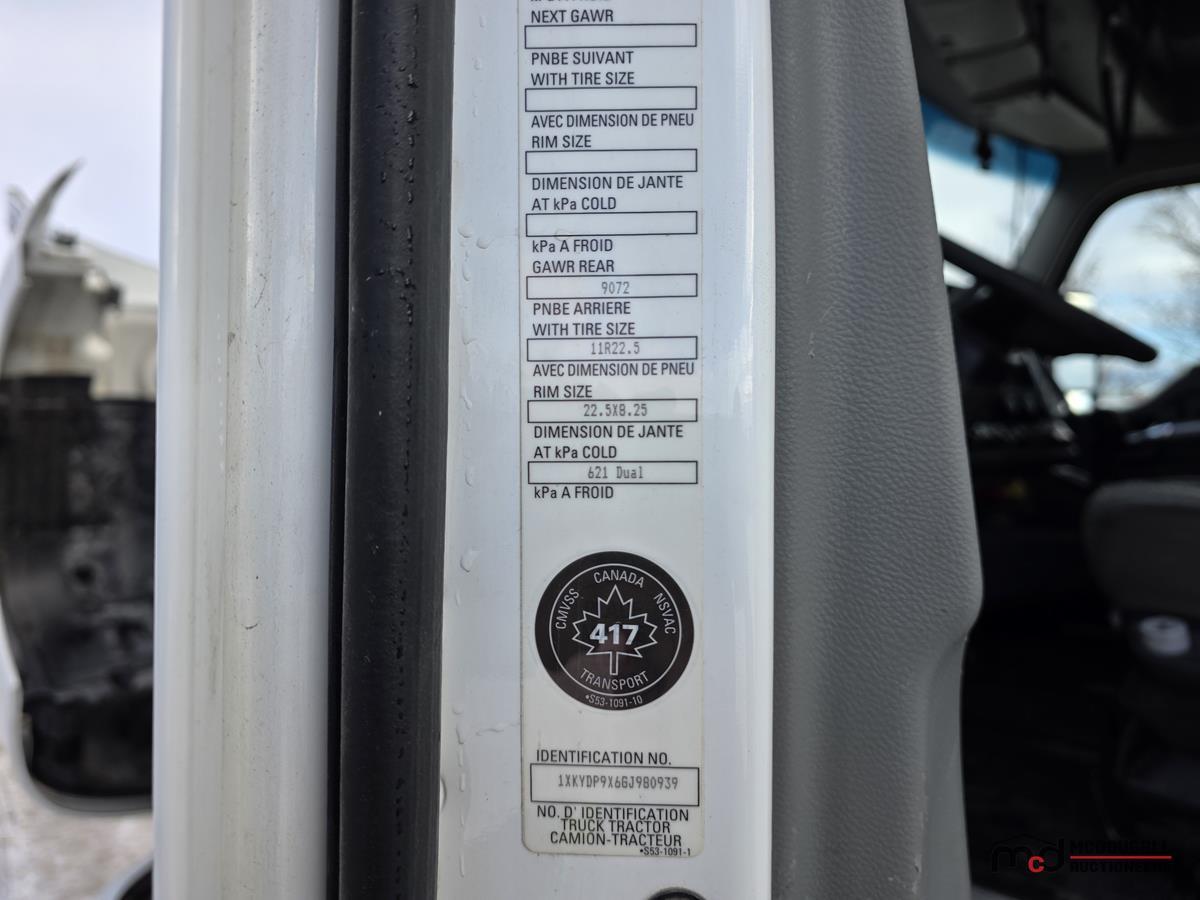 NEXT GAWR
PNBE SUIVANT
WITH TIRE SIZE
AVEC DIMENSION DE PNEU
RIM SIZE
DIMENSION DE JANTE
AT kPa COLD
kPa A FROID
GAWR REAR
9072
PNBE ARRIERE
WITH TIRE SIZE
11R22.5
AVEC DIMENSION DE PNEU
RIM SIZE
22.5X8.25
DIMENSION DE JANTE
AT kPa COLD
621 Dual
kPa A FROID
CANADA
CMVSS NSVAC
417
TRANSPORT
•S53-1091-10
IDENTIFICATION NO.
1XKYDP9X6GJ980939
NO. D' IDENTIFICATION
TRUCK TRACTOR
CAMION-TRACTEUR
•S53-1091-1
mcd
MCDOUGALL
AUCTIONEERS